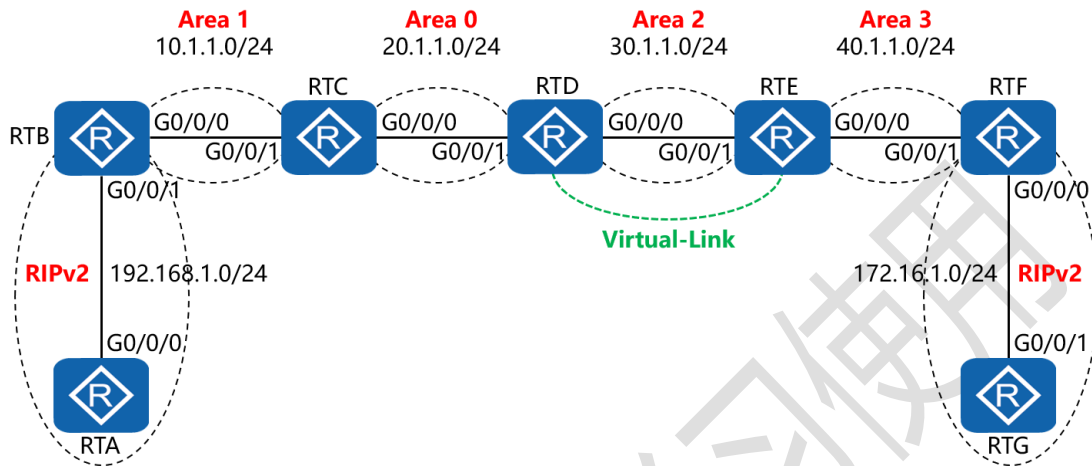 Area 1
Area 0
Area 2
Area 3
10.1.1.0/24
20.1.1.0/24
30.1.1.0/24
40.1.1.0/24
RTC
RTD
RTE
RTF
RTB
R
G0/0/0
G0/0/1
R
G0/0/0
G0/0/1
R
G0/0/0
G0/0/1
R
G0/0/0
G0/0/1
R
G0/0/1
G0/0/0
Virtual-Link
RIPv2
192.168.1.0/24
172.16.1.0/24
RIPv2
G0/0/0
G0/0/1
R
R
RTA
RTG
使用